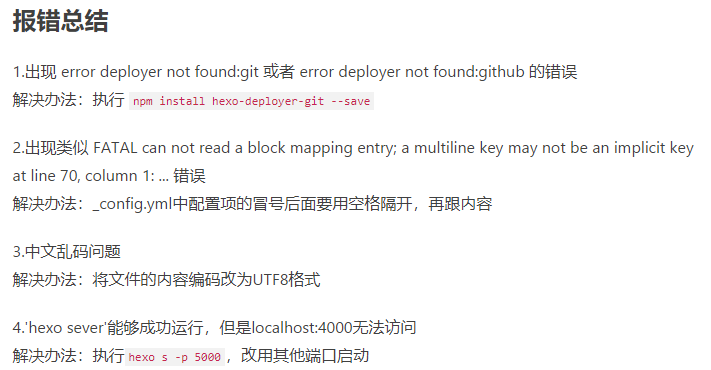 报错总结
1.出现 error deployer not found:git 或者 error deployer not found:github 的错误
解决办法：执行 npm install hexo-deployer-git --save
2.出现类似 FATAL can not read a block mapping entry; a multiline key may not be an implicit key
at line 70, column 1: ... 错误
解决办法：_config.yml中配置项的冒号后面要用空格隔开，再跟内容
3.中文乱码问题
解决办法：将文件的内容编码改为UTF8格式
4.'hexo sever'能够成功运行，但是localhost:4000无法访问
解决办法：执行 hexo s -p 5000 ，改用其他端口启动